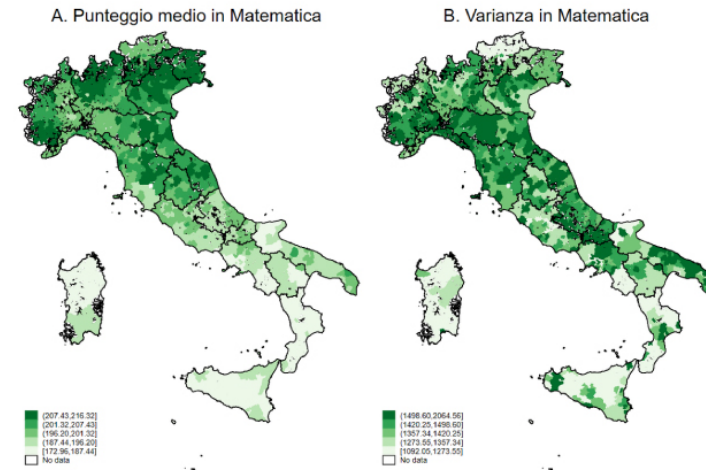 A. Punteggio medio in Matematica
B. Varianza in Matematica
(207.43,216.32]
(201.32,207.43]
(196.20,201.32]
(187.44,196.20]
[172.96,187.44]
No data
(1498.60,2064.56]
(1420.25,1498.60]
(1357.34,1420.25]
(1273.55,1357.34]
[1092.05,1273.55]
No data